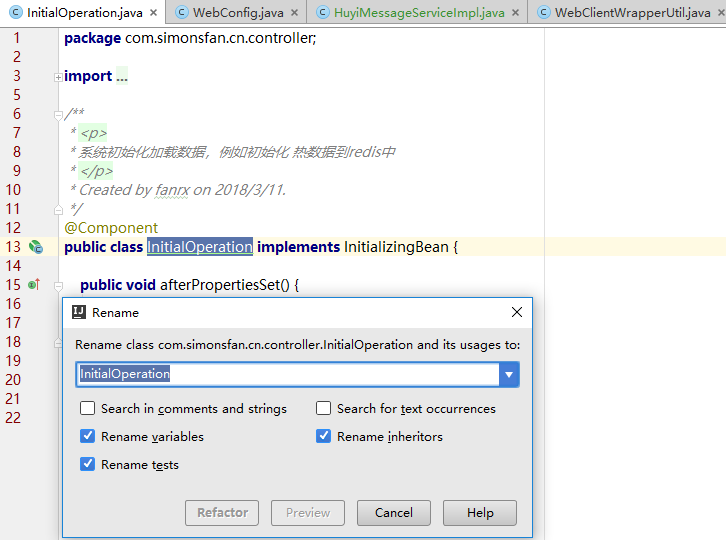 InitialOperation.java × WebConfig.java × HuyiMessageServiceImpl.java × WebClientWrapperUtil.java ×
1 package com.simonsfan.cn.controller;
2
3 import ...
5
6 /**
7 * <p>
8 * 系统初始化加载数据，例如初始化 热数据到redis中
9 * </p>
10 * Created by fanrx on 2018/3/11.
11 */
12 @Component
13 public class InitialOperation implements InitializingBean {
14
15 public void afterPropertiesSet() {
16
17
18
19
20
21
22
Rename
Rename class com.simonsfan.cn.controller.InitialOperation and its usages to:
InitialOperation
Search in comments and strings Search for text occurrences
Rename variables Rename inheritors
Rename tests
Refactor Preview Cancel Help